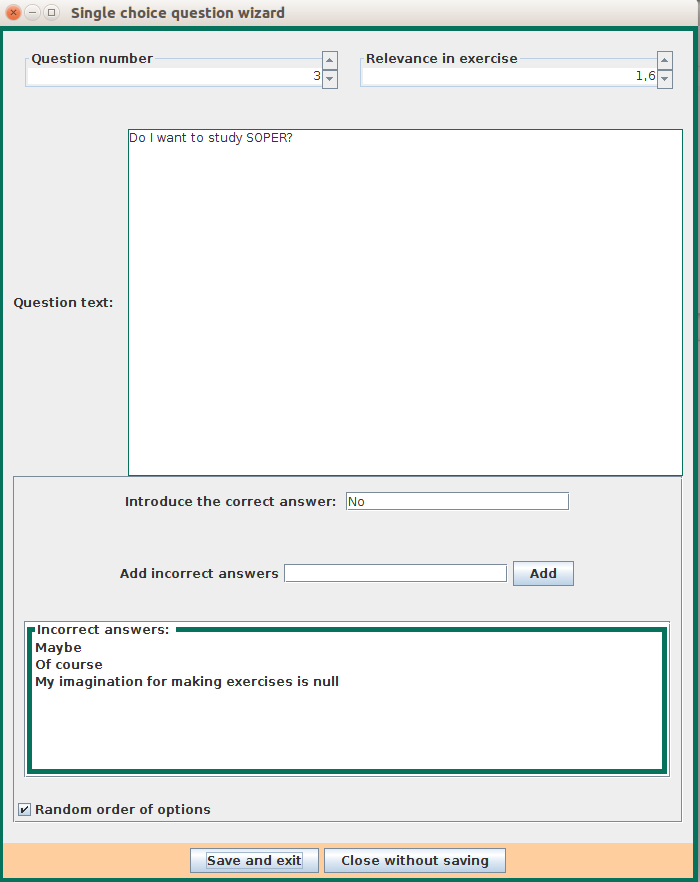 Single choice question wizard
Question number
Relevance in exercise
3
1,6
Do I want to study SOPER?
Question text:
Introduce the correct answer: No
Add incorrect answers Add
Incorrect answers:
Maybe
Of course
My imagination for making exercises is null
Random order of options
Save and exit Close without saving